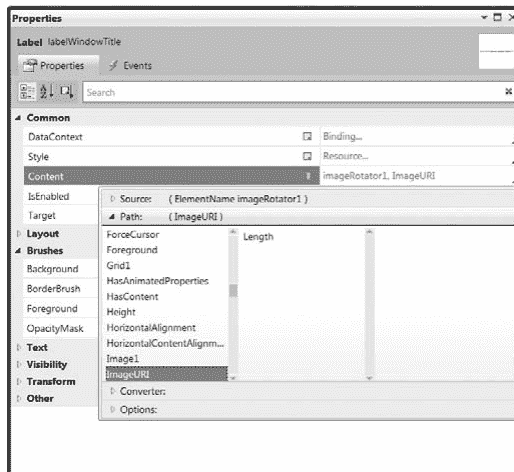 Properties
Label labelWindowTitle
Properties Events
Search
Common
DataContext Binding...
Style Resource...
Content imageRotator1, ImageURI
IsEnabled
Target
Layout
Brushes
Background
BorderBrush
Foreground
OpacityMask
Text
Visibility
Transform
Other
Source: ( ElementName imageRotator1 )
Path: ( ImageURI )
ForceCursor
Foreground
Grid1
HasAnimatedProperties
HasContent
Height
HorizontalAlignment
HorizontalContentAlignm...
Image1
ImageURI
Length
Converter:
Options: